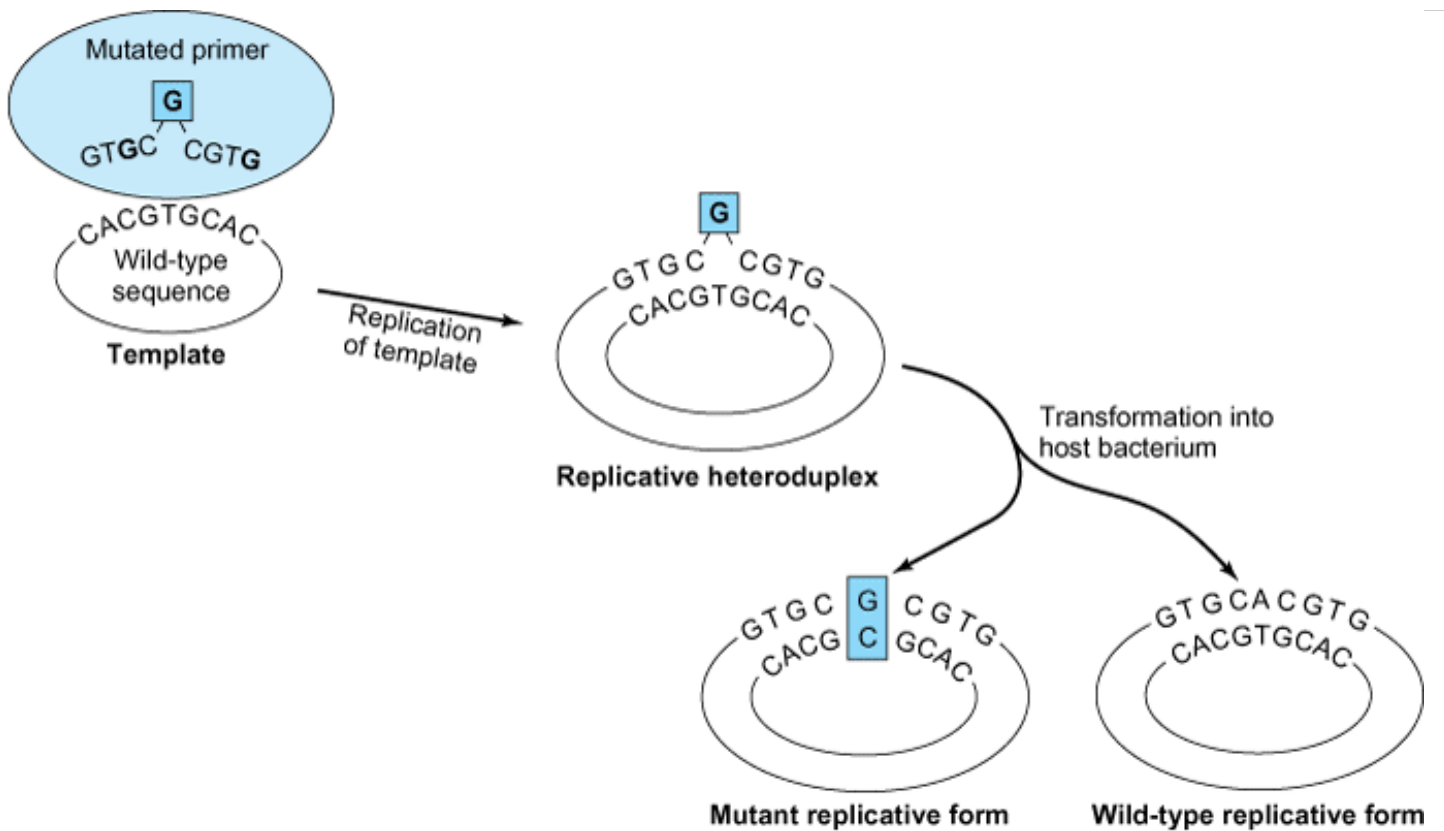 Mutated primer
G
GTGC CGTG
CACGTGCAC
Wild-type
sequence
Template
Replication
of template
G
GTGC CGTG
CACGTGCAC
Replicative heteroduplex
Transformation into
host bacterium
GTGC G CGTG
CACG C GCAC
Mutant replicative form
GTGCACGTG
CACGTGCAC
Wild-type replicative form